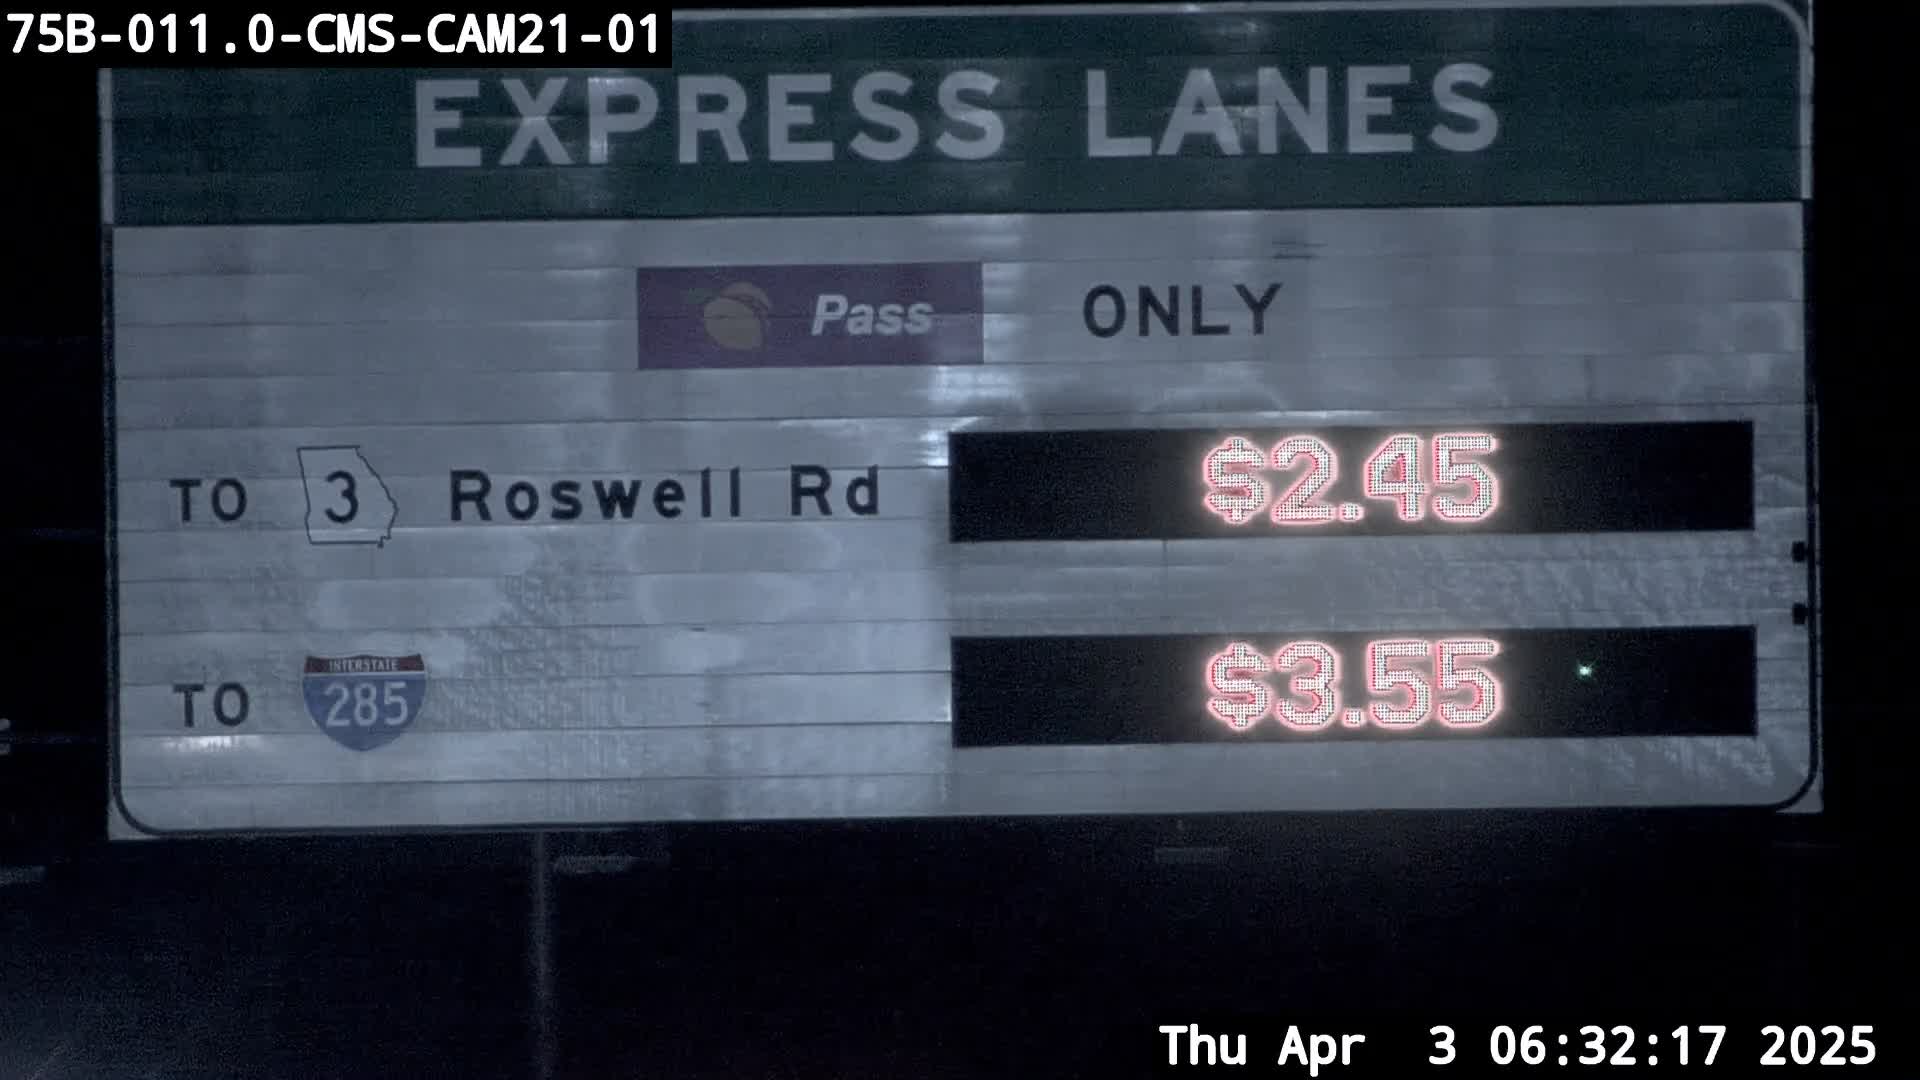 75B-011.0-CMS-CAM21-01
EXPRESS LANES
Pass ONLY
TO 3 Roswell Rd $2.45
TO INTERSTATE 285 $3.55
Thu Apr 3 06:32:17 2025